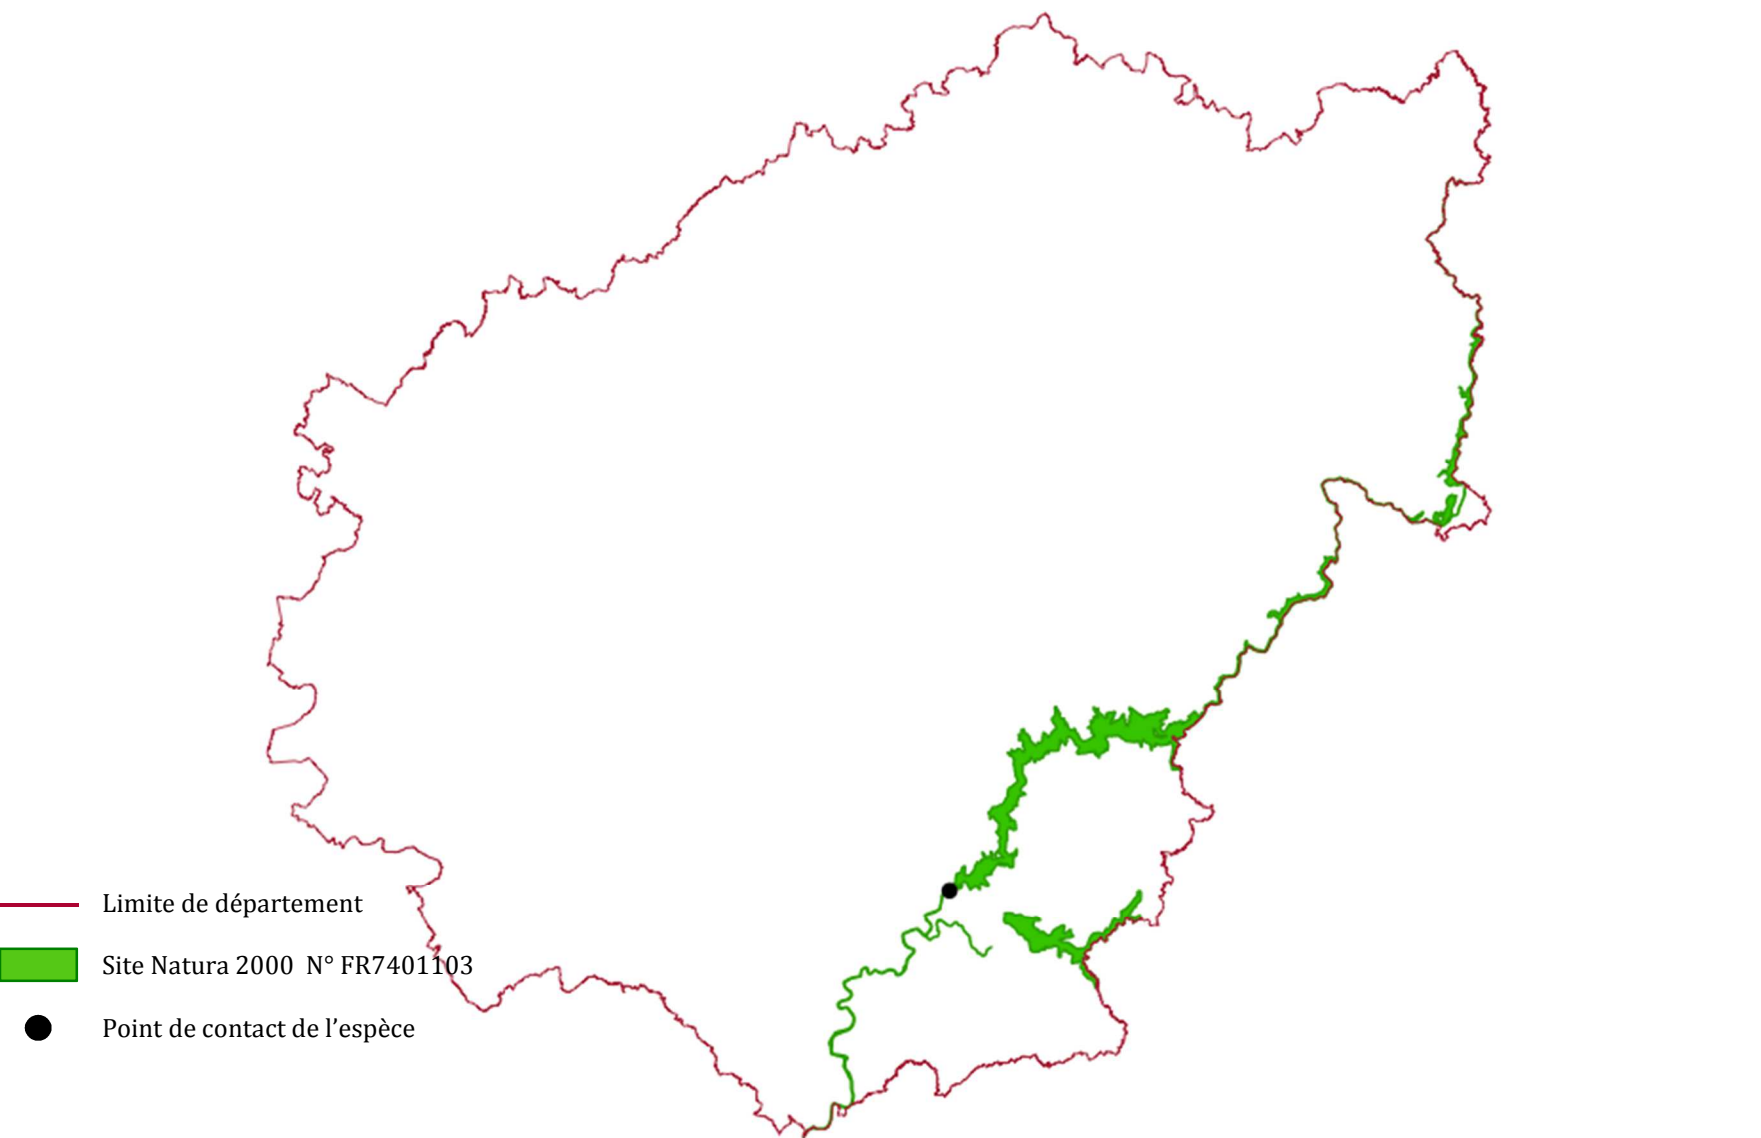 Limite de département
Site Natura 2000 N° FR7401103
Point de contact de l’espèce